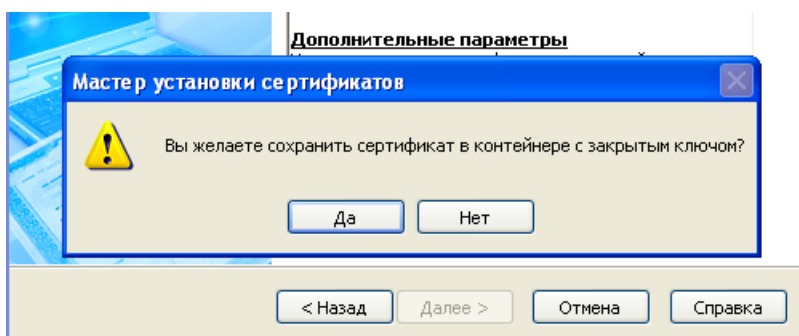 Дополнительные параметры
Мастер установки сертификатов
Вы желаете сохранить сертификат в контейнере с закрытым ключом?
Да
Нет
< Назад
Далее >
Отмена
Справка